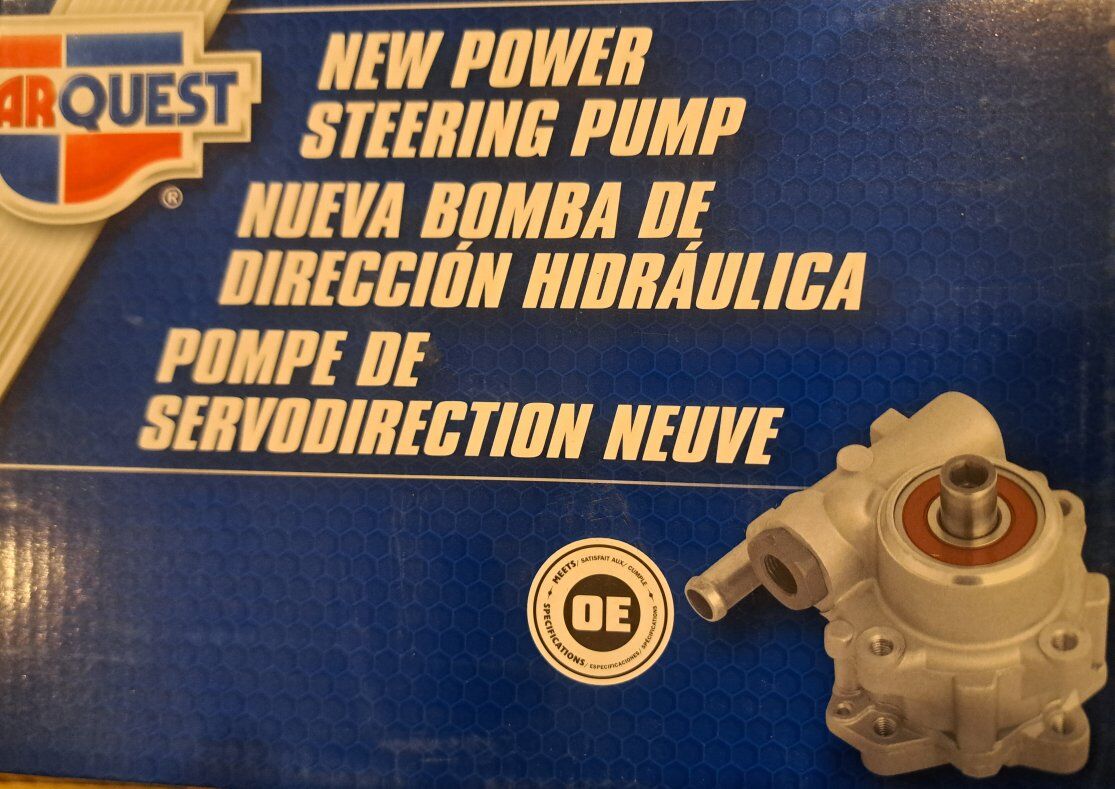 ARQUEST
®
NEW POWER
STEERING PUMP
NUEVA BOMBA DE
DIRECCIÓN HIDRÁULICA
POMPE DE
SERVODIRECTION NEUVE
MEETS/ SATISFAIT AUX/ CUMPLE
OE
SPECIFICATIONS/ ESPECIFICACIONES/ SPÉCIFICATIONS